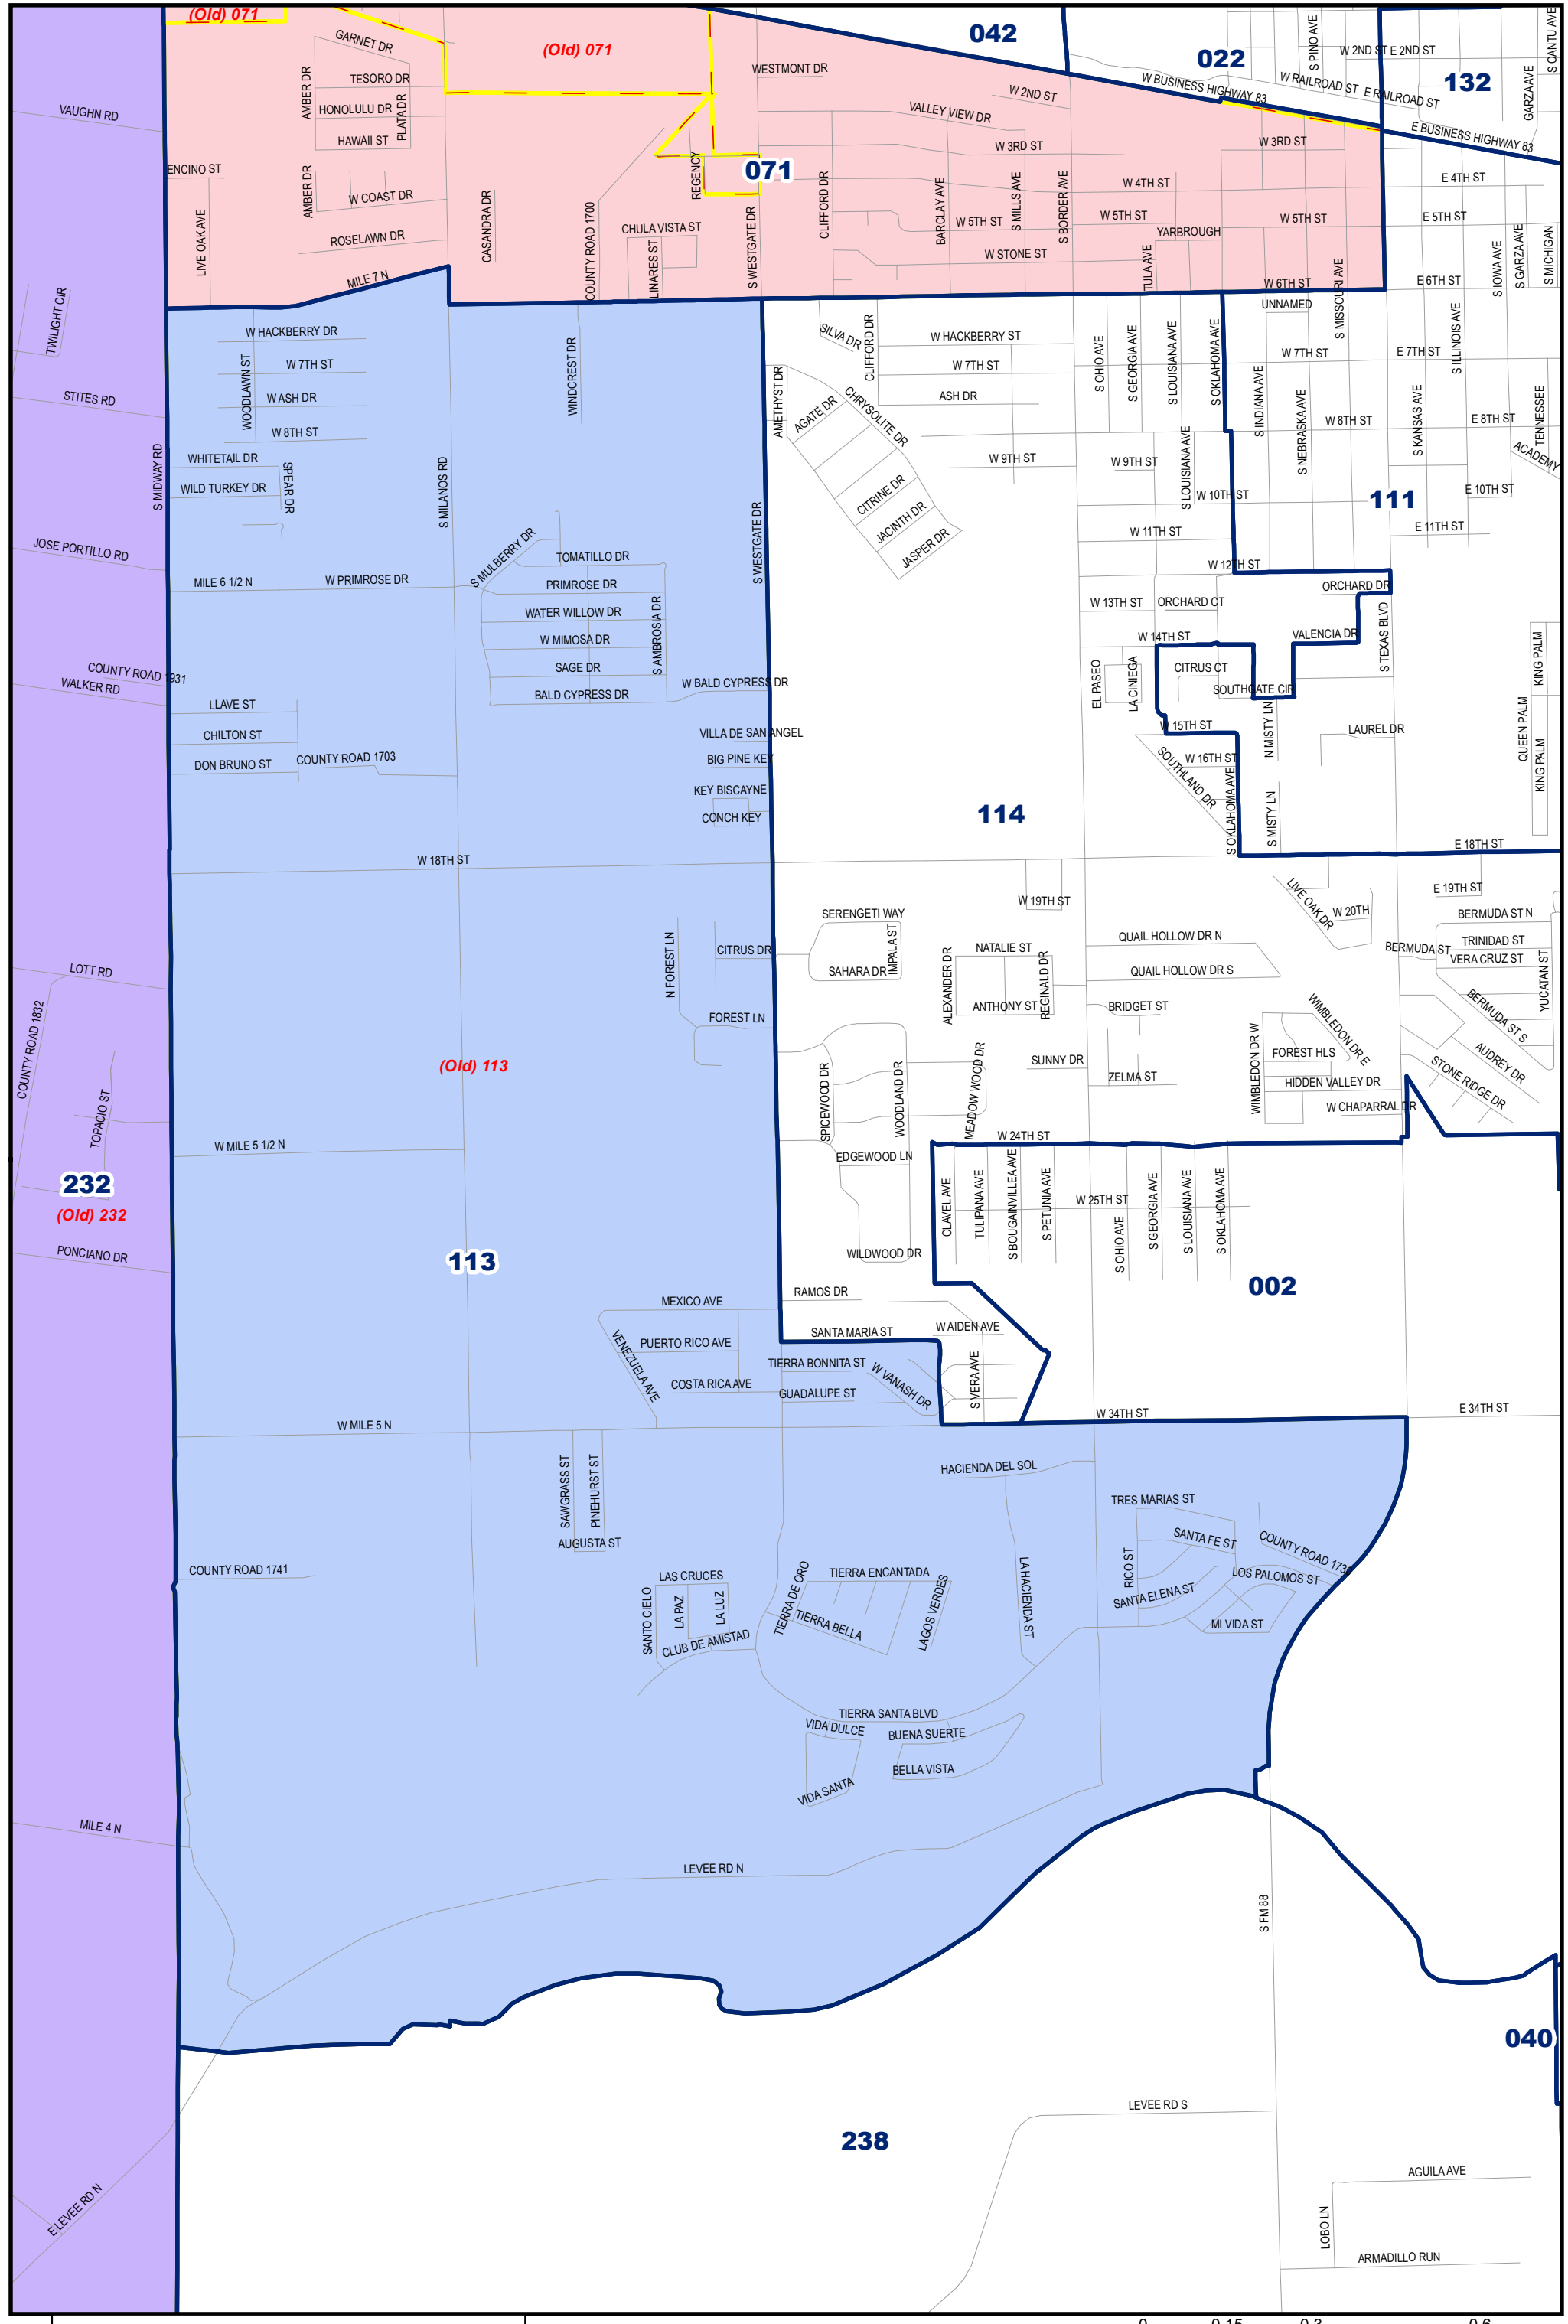 (Old) 071
042
022
132
S PINO AVE
W 2ND ST
E 2ND ST
S CANTU AVE
GARNET DR
(Old) 071
WESTMONT DR
W BUSINESS HIGHWAY 83
W RAILROAD ST
E RAILROAD ST
GARZA AVE
AMBER DR
TESORO DR
W 2ND ST
VAUGHN RD
HONOLULU DR
PLATA DR
VALLEY VIEW DR
E BUSINESS HIGHWAY 83
HAWAII ST
W 3RD ST
W 3RD ST
ENCINO ST
REGENCY
071
AMBER DR
W COAST DR
CLIFFORD DR
BARCLAY AVE
S MILLS AVE
S BORDER AVE
W 4TH ST
E 4TH ST
LIVE OAK AVE
CASANDRA DR
COUNTY ROAD 1700
CHULA VISTA ST
W 5TH ST
W 5TH ST
W 5TH ST
E 5TH ST
ROSELAWN DR
LINARES ST
S WESTGATE DR
W STONE ST
YARBROUGH
TULA AVE
S IOWA AVE
S GARZA AVE
S MICHIGAN
MILE 7 N
W 6TH ST
S MISSOURI AVE
E 6TH ST
TWILIGHT CIR
UNNAMED
W HACKBERRY DR
WINDCREST DR
SILVA DR
CLIFFORD DR
W HACKBERRY ST
S OHIO AVE
S GEORGIA AVE
S LOUISIANA AVE
S OKLAHOMA AVE
S ILLINOIS AVE
WOODLAWN ST
W 7TH ST
W 7TH ST
W 7TH ST
E 7TH ST
STITES RD
W ASH DR
AMETHYST DR
AGATE DR
CHRYSOLITE DR
ASH DR
S INDIANA AVE
S NEBRASKA AVE
S KANSAS AVE
TENNESSEE
W 8TH ST
W 8TH ST
E 8TH ST
S MIDWAY RD
WHITETAIL DR
SPEAR DR
S MILANOS RD
W 9TH ST
W 9TH ST
S LOUISIANA AVE
ACADEMY
WILD TURKEY DR
CITRINE DR
W 10TH ST
111
E 10TH ST
JOSE PORTILLO RD
S MULBERRY DR
TOMATILLO DR
S WESTGATE DR
JACINTH DR
JASPER DR
W 11TH ST
E 11TH ST
MILE 6 1/2 N
W PRIMROSE DR
PRIMROSE DR
W 12TH ST
ORCHARD DR
WATER WILLOW DR
S AMBROSIA DR
W 13TH ST
ORCHARD CT
W MIMOSA DR
W 14TH ST
VALENCIA DR
S TEXAS BLVD
COUNTY ROAD 1931
WALKER RD
SAGE DR
W BALD CYPRESS DR
BALD CYPRESS DR
EL PASEO
LA CINIEGA
CITRUS CT
SOUTHGATE CIR
KING PALM
LLAVE ST
CHILTON ST
VILLA DE SAN ANGEL
W 15TH ST
N MISTY LN
LAUREL DR
QUEEN PALM
DON BRUNO ST
COUNTY ROAD 1703
BIG PINE KEY
W 16TH ST
SOUTHLAND DR
KING PALM
KEY BISCAYNE
CONCH KEY
114
S OKLAHOMA AVE
S MISTY LN
W 18TH ST
E 18TH ST
W 19TH ST
LIVE OAK DR
W 20TH
E 19TH ST
N FOREST LN
CITRUS DR
SERENGETI WAY
IMPALA ST
NATALIE ST
QUAIL HOLLOW DR N
BERMUDA ST N
BERMUDA ST
TRINIDAD ST
LOTT RD
SAHARA DR
ALEXANDER DR
REGINALD DR
QUAIL HOLLOW DR S
VERA CRUZ ST
YUCATAN ST
COUNTY ROAD 1832
FOREST LN
ANTHONY ST
BRIDGET ST
WIMBLEDON DR E
BERMUDA ST S
(Old) 113
SPICEWOOD DR
WOODLAND DR
MEADOW WOOD DR
SUNNY DR
ZELMA ST
WIMBLEDON DR W
FOREST HLS
HIDDEN VALLEY DR
AUDREY DR
STONE RIDGE DR
TOPACIO ST
W CHAPARRAL DR
W MILE 5 1/2 N
W 24TH ST
EDGEWOOD LN
232
(Old) 232
CLAVEL AVE
TULIPANA AVE
S BOUGAINVILLEA AVE
S PETUNIA AVE
W 25TH ST
S OHIO AVE
S GEORGIA AVE
S LOUISIANA AVE
S OKLAHOMA AVE
PONCIANO DR
113
WILDWOOD DR
002
MEXICO AVE
RAMOS DR
VENEZUELA AVE
PUERTO RICO AVE
SANTA MARIA ST
W AIDEN AVE
TIERRA BONNITA ST
W VANASH DR
S VERA AVE
COSTA RICA AVE
GUADALUPE ST
W MILE 5 N
W 34TH ST
E 34TH ST
SAWGRASS ST
PINEHURST ST
HACIENDA DEL SOL
TRES MARIAS ST
AUGUSTA ST
SANTA FE ST
COUNTY ROAD 173
COUNTY ROAD 1741
LAS CRUCES
TIERRA DE ORO
TIERRA ENCANTADA
LA HACIENDA ST
RICO ST
LOS PALOMOS ST
SANTO CIELO
LA PAZ
LA LUZ
TIERRA BELLA
LAGOS VERDES
SANTA ELENA ST
CLUB DE AMISTAD
MI VIDA ST
TIERRA SANTA BLVD
VIDA DULCE
BUENA SUERTE
VIDA SANTA
BELLA VISTA
MILE 4 N
LEVEE RD N
S FM 88
040
LEVEE RD S
238
AGUILA AVE
E LEVEE RD N
LOBO LN
ARMADILLO RUN
0 0.15 0.3 0.6